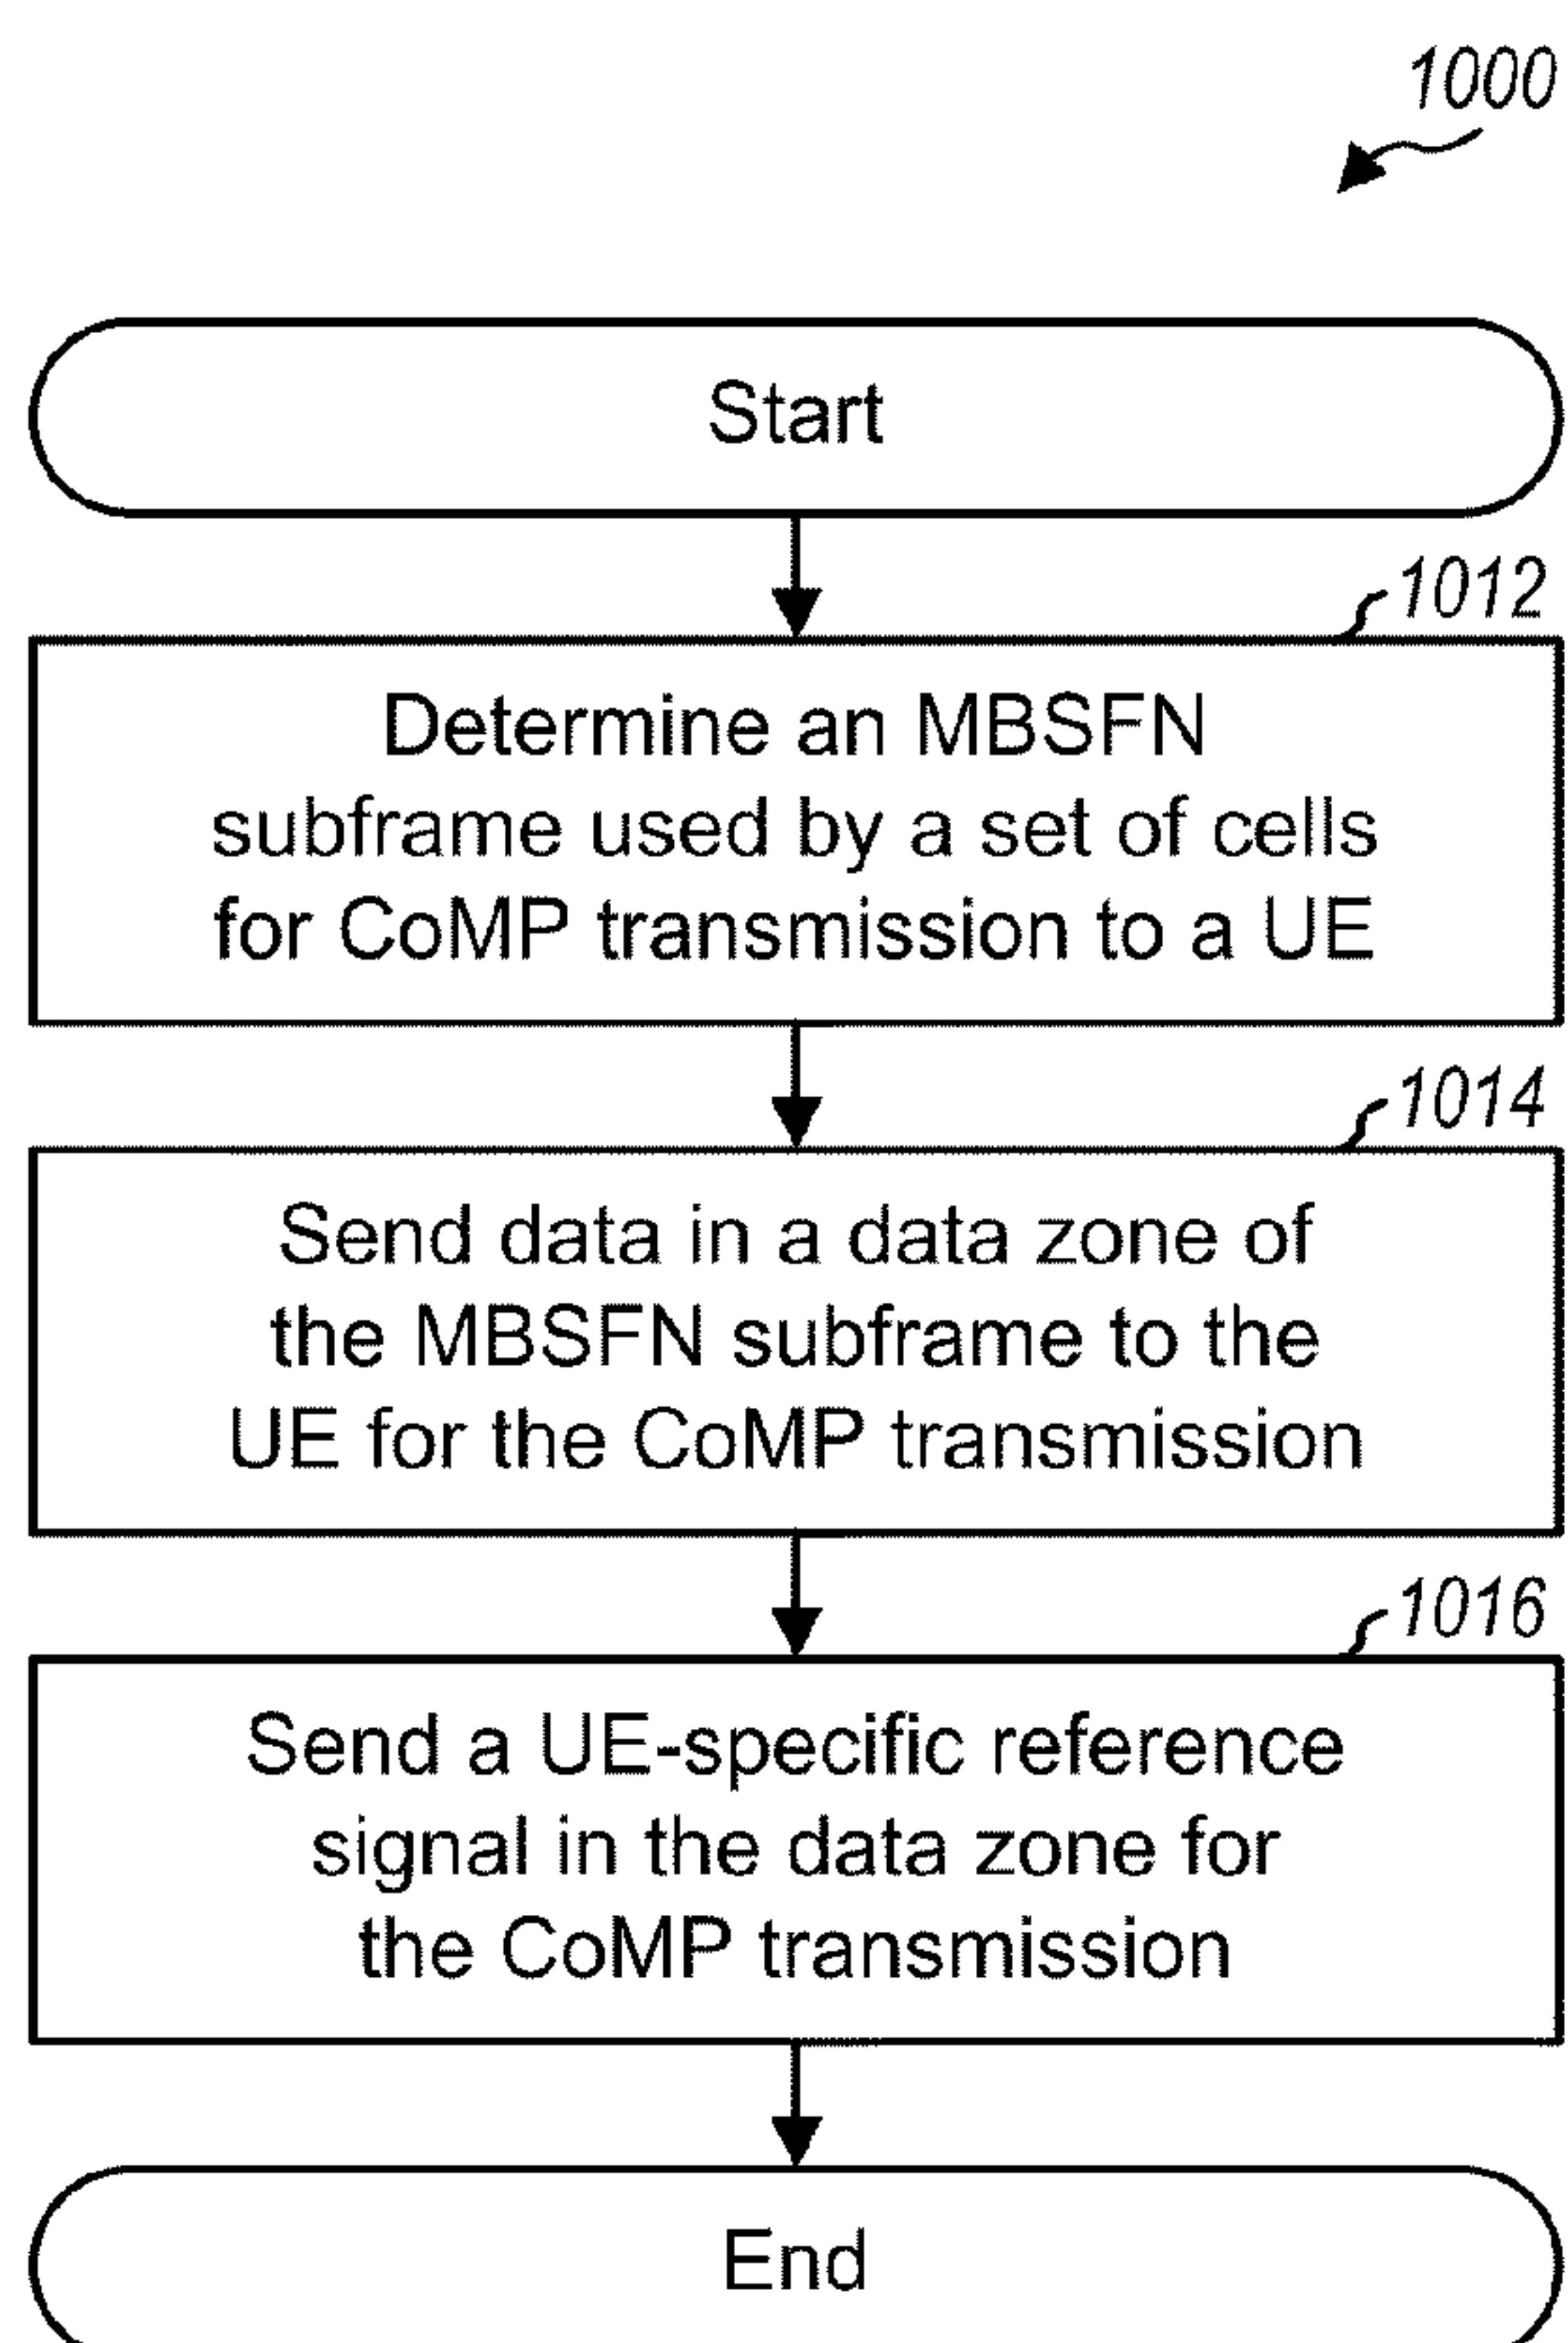 1000
Start
1012
Determine an MBSFN
subframe used by a set of cells
for CoMP transmission to a UE
1014
Send data in a data zone of
the MBSFN subframe to the
UE for the CoMP transmission
1016
Send a UE-specific reference
signal in the data zone for
the CoMP transmission
End